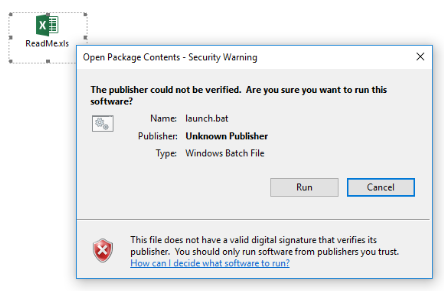 ReadMe.xls
Open Package Contents - Security Warning
The publisher could not be verified. Are you sure you want to run this
software?
Name: launch.bat
Publisher: Unknown Publisher
Type: Windows Batch File
Run Cancel
This file does not have a valid digital signature that verifies its
publisher. You should only run software from publishers you trust.
How can I decide what software to run?